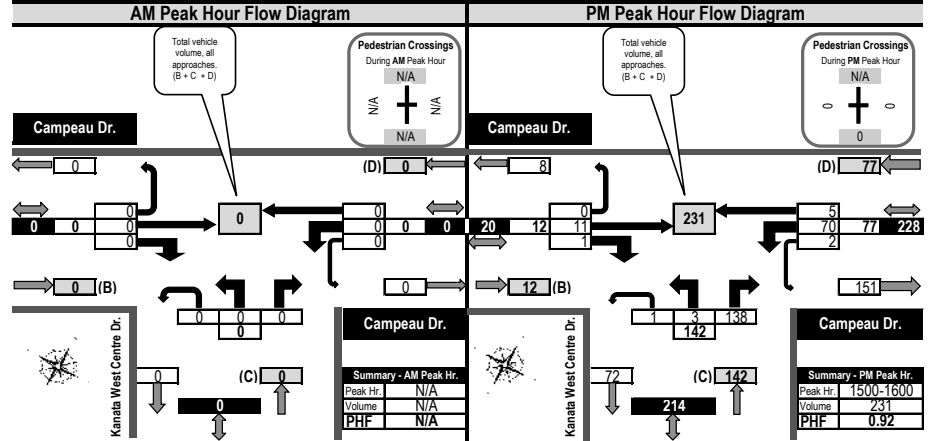 AM Peak Hour Flow Diagram
Total vehicle
volume, all
approaches.
(B + C + D)
Pedestrian Crossings
During AM Peak Hour
N/A
N/A N/A
N/A
Campeau Dr.
0
(D) 0
0
0
0
0 0
0
0
0
0
0 0
0 (B)
0
0 0 0
0
Kanata West Centre Dr.
0
(C) 0
0
Campeau Dr.
Summary - AM Peak Hr.
Peak Hr. N/A
Volume N/A
PHF N/A
PM Peak Hour Flow Diagram
Total vehicle
volume, all
approaches.
(B + C + D)
Pedestrian Crossings
During PM Peak Hour
N/A
0 0
0
Campeau Dr.
8
(D) 77
0
20 12 11
1
231
5
70 77 228
2
12 (B)
151
1 3 138
142
Kanata West Centre Dr.
72
(C) 142
214
Campeau Dr.
Summary - PM Peak Hr.
Peak Hr. 1500-1600
Volume 231
PHF 0.92